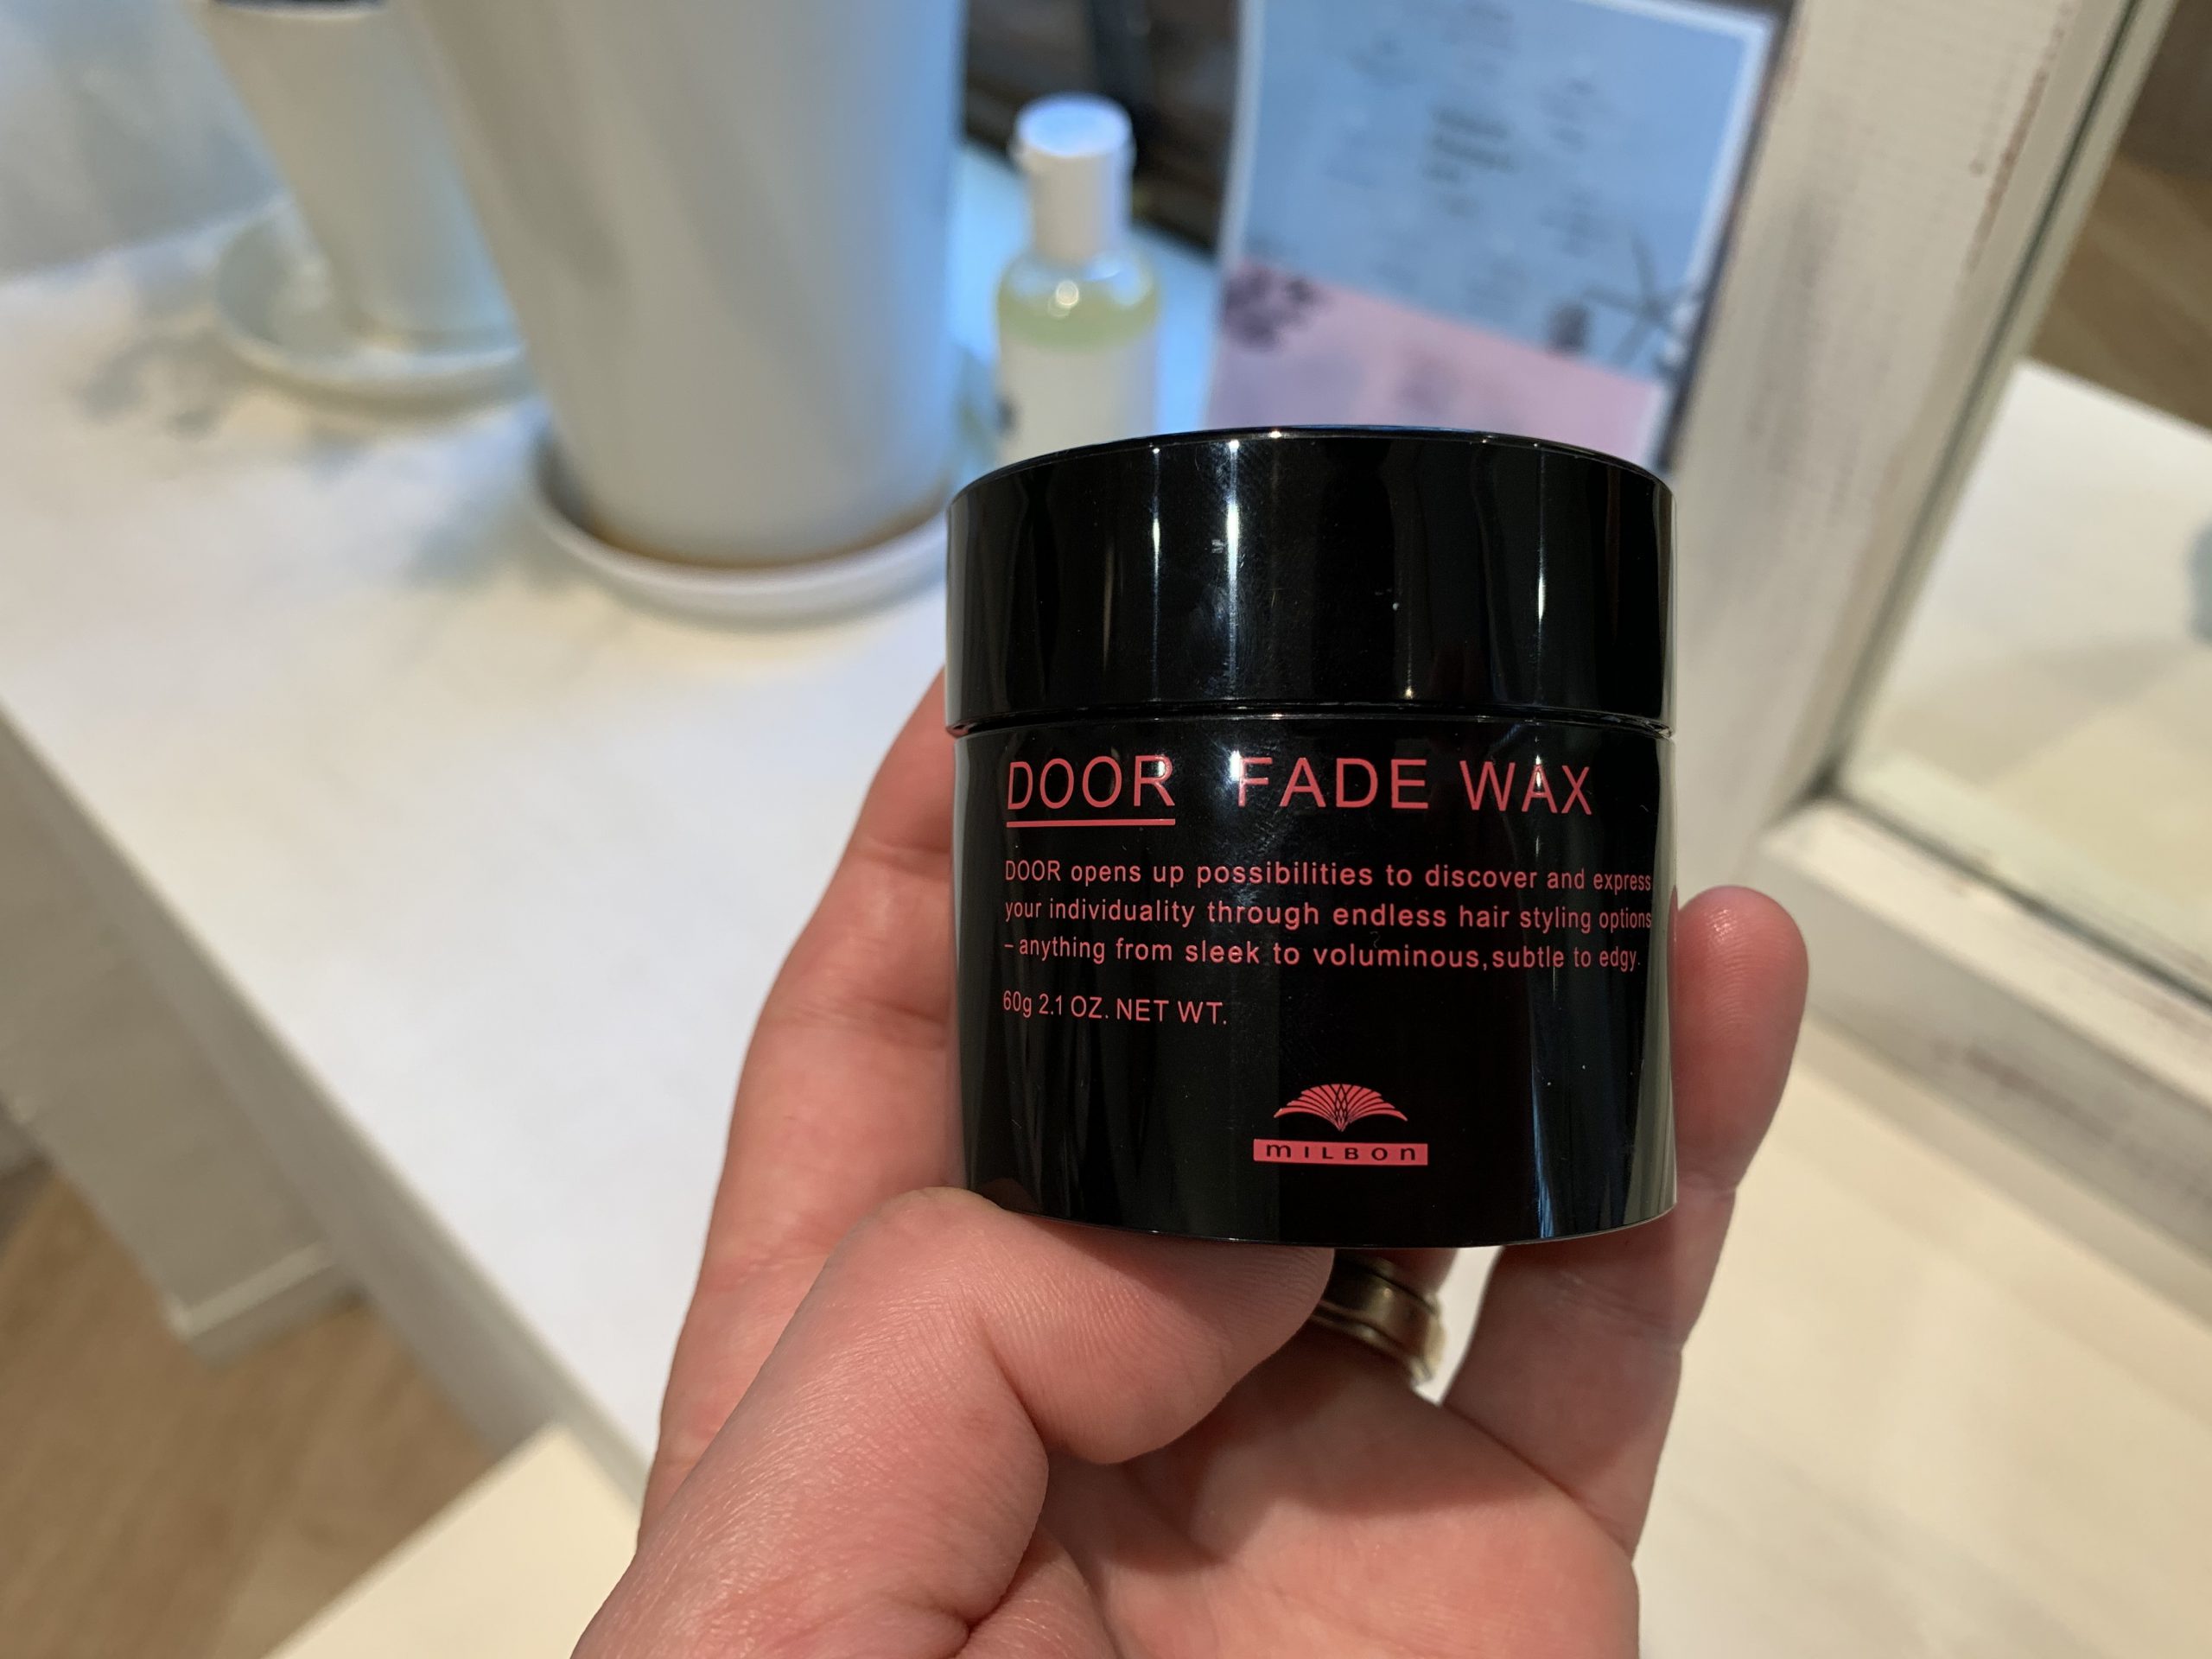 DOOR FADE WAX
DOOR opens up possibilities to discover and express
your individuality through endless hair styling options
– anything from sleek to voluminous,subtle to edgy.
60g 2.1 OZ. NET WT.
mILBOn